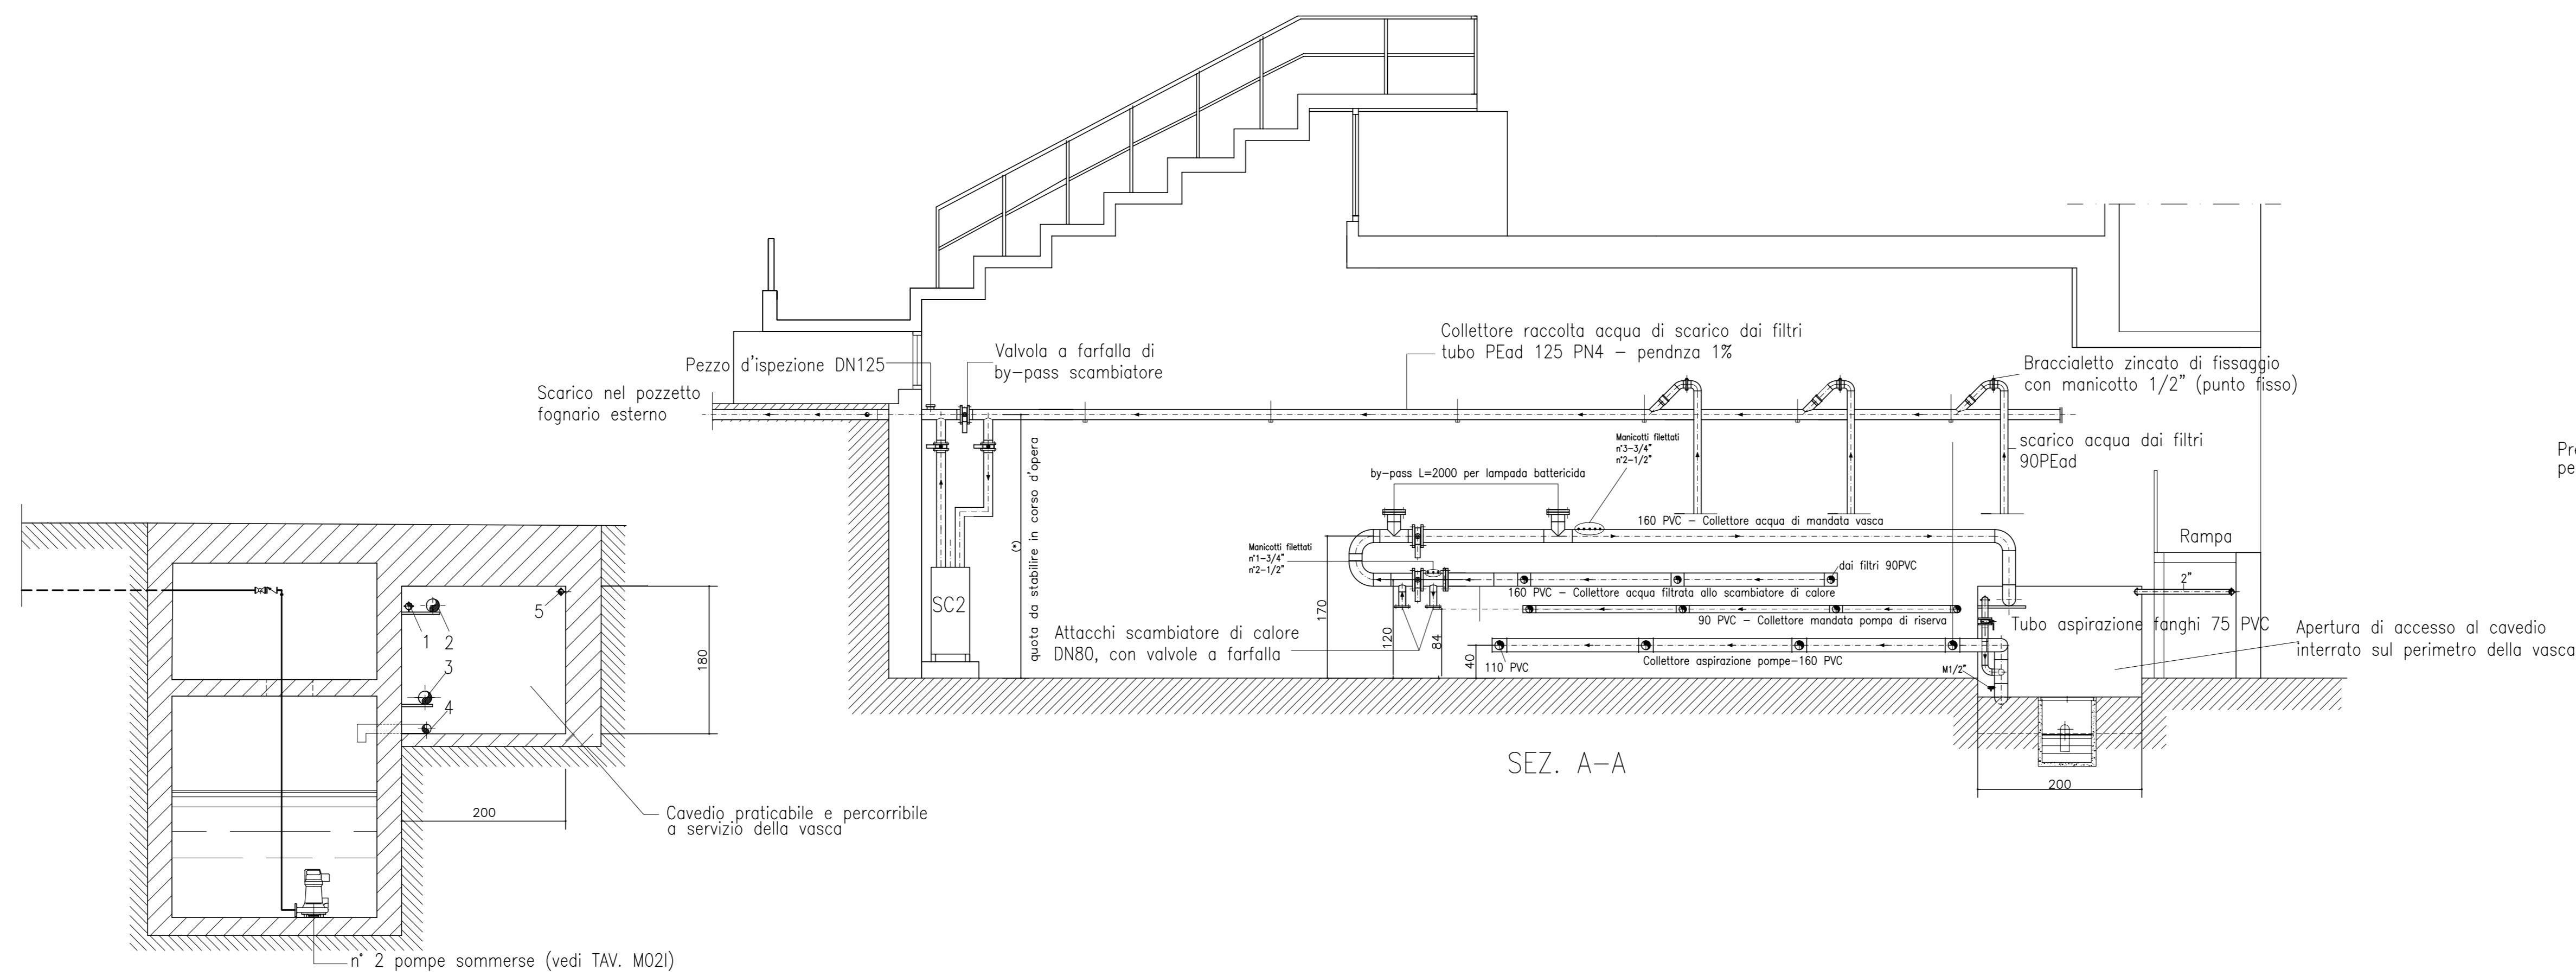 Collettore raccolta acqua di scarico dai filtri
tubo PEad 125 PN4 – pendnza 1%
Valvola a farfalla di
by-pass scambiatore
Pezzo d'ispezione DN125
Braccialetto zincato di fissaggio
con manicotto 1/2" (punto fisso)
Scarico nel pozzetto
fognario esterno
scarico acqua dai filtri
90PEad
Manicotti filettati
n°3-3/4"
n°2-1/2"
by-pass L=2000 per lampada battericida
160 PVC – Collettore acqua di mandata vasca
Rampa
2"
Manicotti filettati
n°1-3/4"
n°2-1/2"
dai filtri 90PVC
160 PVC – Collettore acqua filtrata allo scambiatore di calore
90 PVC – Collettore mandata pompa di riserva
Collettore aspirazione pompe-160 PVC
110 PVC
M1/2"
Tubo aspirazione fanghi 75 PVC
Apertura di accesso al cavedio
interrato sul perimetro della vasca
Attacchi scambiatore di calore
DN80, con valvole a farfalla
SC2
quota da stabilire in corso d'opera
(*)
170
120
84
40
200
SEZ. A–A
1
2
3
4
5
180
200
Cavedio praticabile e percorribile
a servizio della vasca
n° 2 pompe sommerse (vedi TAV. M02I)
Pr
pe